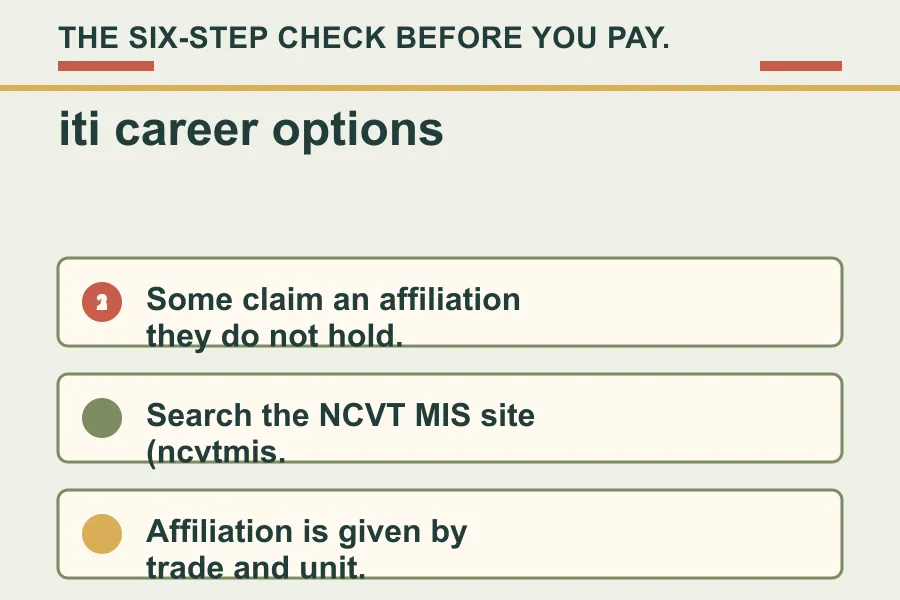 THE SIX-STEP CHECK BEFORE YOU PAY.
iti career options
Some claim an affiliation
they do not hold.
Search the NCVT MIS site
(ncvtmis.
Affiliation is given by
trade and unit.